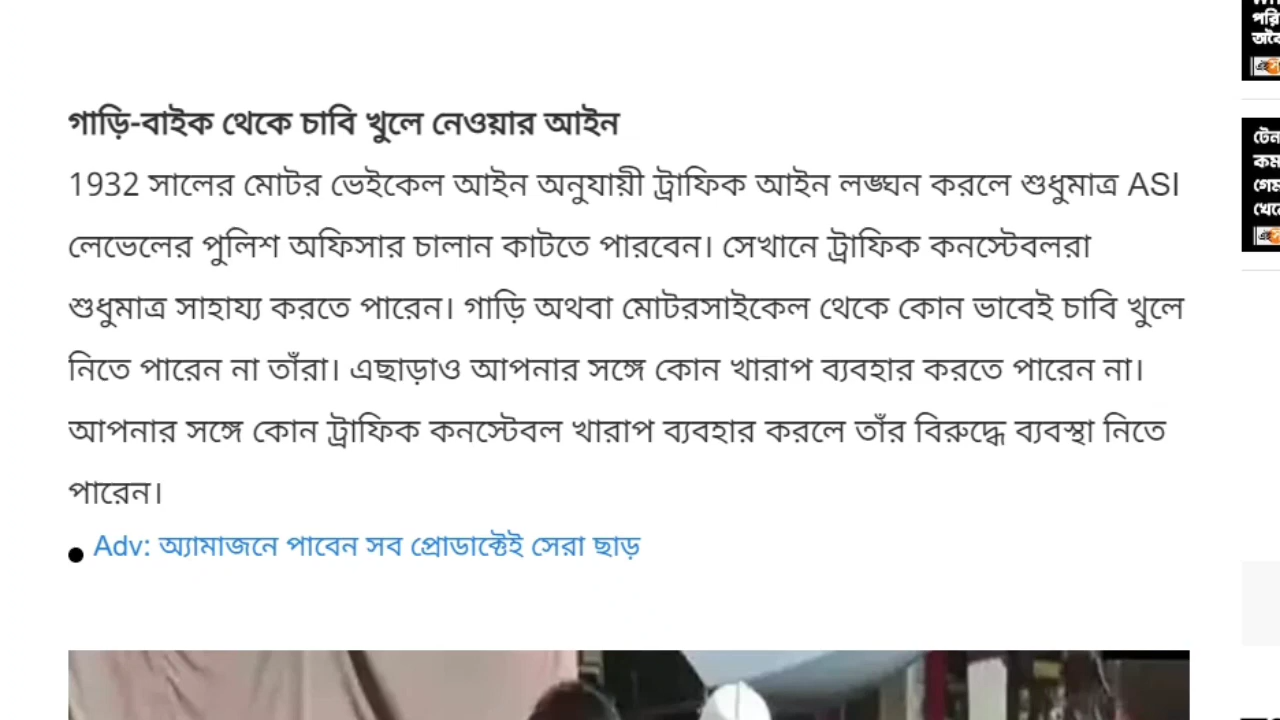 গাড়ি-বাইক থেকে চাবি খুলে নেওয়ার আইন
1932 সালের মোটর ভেইকেল আইন অনুযায়ী ট্রাফিক আইন লঙ্ঘন করলে শুধুমাত্র ASI
লেভেলের পুলিশ অফিসার চালান কাটতে পারবেন। সেখানে ট্রাফিক কনস্টেবলরা
শুধুমাত্র সাহায্য করতে পারেন। গাড়ি অথবা মোটরসাইকেল থেকে কোন ভাবেই চাবি খুলে
নিতে পারেন না তাঁরা। এছাড়াও আপনার সঙ্গে কোন খারাপ ব্যবহার করতে পারেন না।
আপনার সঙ্গে কোন ট্রাফিক কনস্টেবল খারাপ ব্যবহার করলে তাঁর বিরুদ্ধে ব্যবস্থা নিতে
পারেন।
Adv: অ্যামাজনে পাবেন সব প্রোডাক্টেই সেরা ছাড়